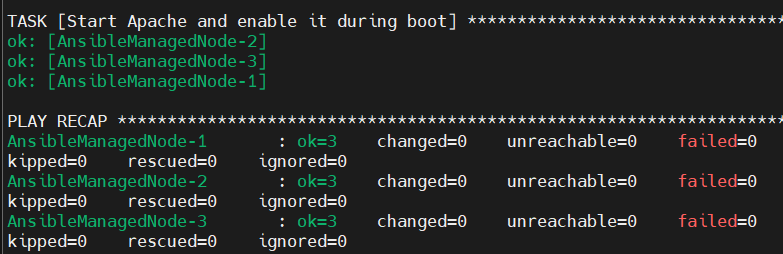 TASK [Start Apache and enable it during boot] ********************************
ok: [AnsibleManagedNode-2]
ok: [AnsibleManagedNode-3]
ok: [AnsibleManagedNode-1]
PLAY RECAP *******************************************************************
AnsibleManagedNode-1 : ok=3 changed=0 unreachable=0 failed=0
kipped=0 rescued=0 ignored=0
AnsibleManagedNode-2 : ok=3 changed=0 unreachable=0 failed=0
kipped=0 rescued=0 ignored=0
AnsibleManagedNode-3 : ok=3 changed=0 unreachable=0 failed=0
kipped=0 rescued=0 ignored=0